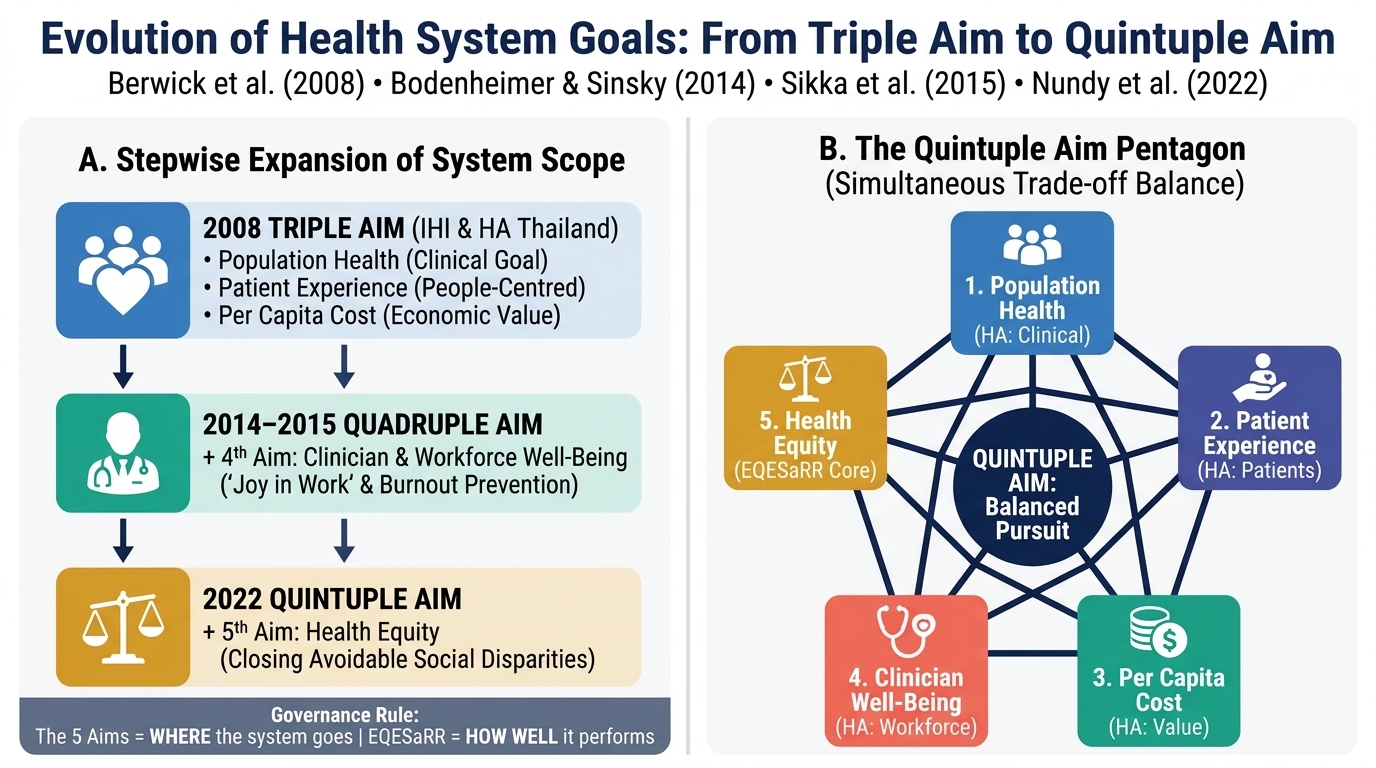 Evolution of Health System Goals: From Triple Aim to Quintuple Aim
Berwick et al. (2008) • Bodenheimer & Sinsky (2014) • Sikka et al. (2015) • Nundy et al. (2022)
A. Stepwise Expansion of System Scope
2008 TRIPLE AIM (IHI & HA Thailand)
• Population Health (Clinical Goal)
• Patient Experience (People-Centred)
• Per Capita Cost (Economic Value)
2014–2015 QUADRUPLE AIM
+ 4th Aim: Clinician & Workforce Well-Being
(‘Joy in Work’ & Burnout Prevention)
2022 QUINTUPLE AIM
+ 5th Aim: Health Equity
(Closing Avoidable Social Disparities)
Governance Rule:
The 5 Aims = WHERE the system goes | EQESaRR = HOW WELL it performs
B. The Quintuple Aim Pentagon
(Simultaneous Trade-off Balance)
1. Population
Health
(HA: Clinical)
2. Patient
Experience
(HA: Patients)
3. Per Capita
Cost
(HA: Value)
4. Clinician
Well-Being
(HA: Workforce)
5. Health
Equity
(EQESaRR Core)
QUINTUPLE
AIM:
Balanced
Pursuit